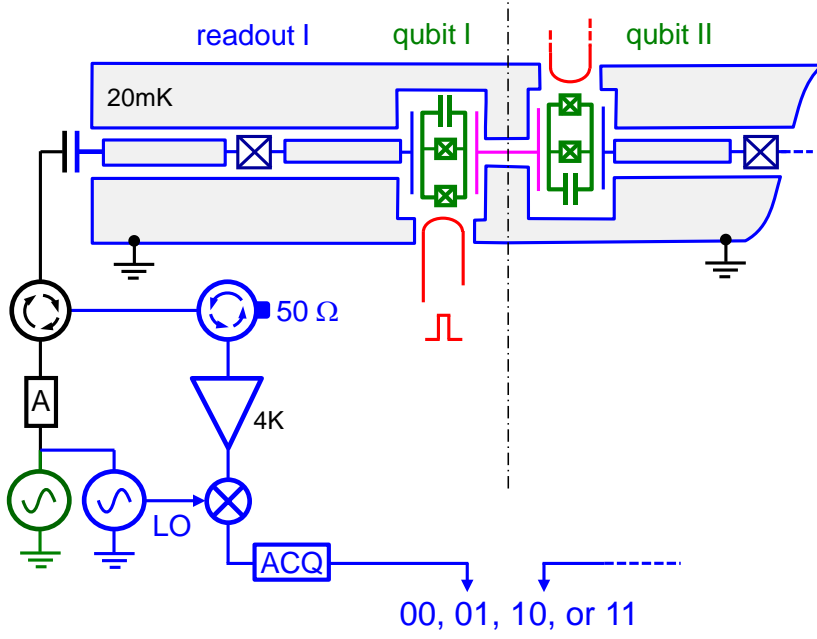 readout I
qubit I
qubit II
20mK
50 Ω
A
4K
LO
ACQ
00, 01, 10, or 11